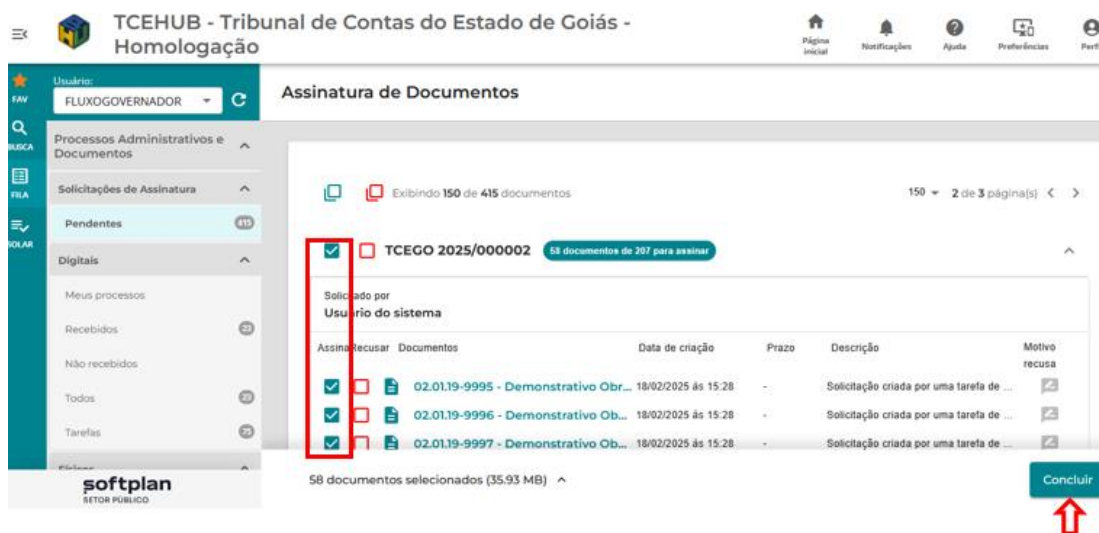 TCEHUB - Tribunal de Contas do Estado de Goiás -
Homologação
Página
inicial
Notificações
Ajuda
Preferências
Perfi
FAV
BUSCA
FILA
SOLAR
Usuário:
FLUXOGOVERNADOR
Processos Administrativos e
Documentos
Solicitações de Assinatura
Pendentes 415
Digitais
Meus processos
Recebidos 23
Não recebidos
Todos
Tarefas
Físicos
softplan
SETOR PÚBLICO
Assinatura de Documentos
Exibindo 150 de 415 documentos
150
2 de 3 página(s)
TCEGO 2025/000002 58 documentos de 207 para assinar
Solicitado por
Usuário do sistema
Assina Recusar Documentos Data de criação Prazo Descrição Motivo
recusa
02.01.19-9995 - Demonstrativo Obr... 18/02/2025 às 15:28 - Solicitação criada por uma tarefa de ...
02.01.19-9996 - Demonstrativo Ob... 18/02/2025 às 15:28 - Solicitação criada por uma tarefa de ...
02.01.19-9997 - Demonstrativo Ob... 18/02/2025 às 15:28 - Solicitação criada por uma tarefa de ...
58 documentos selecionados (35.93 MB)
Concluir